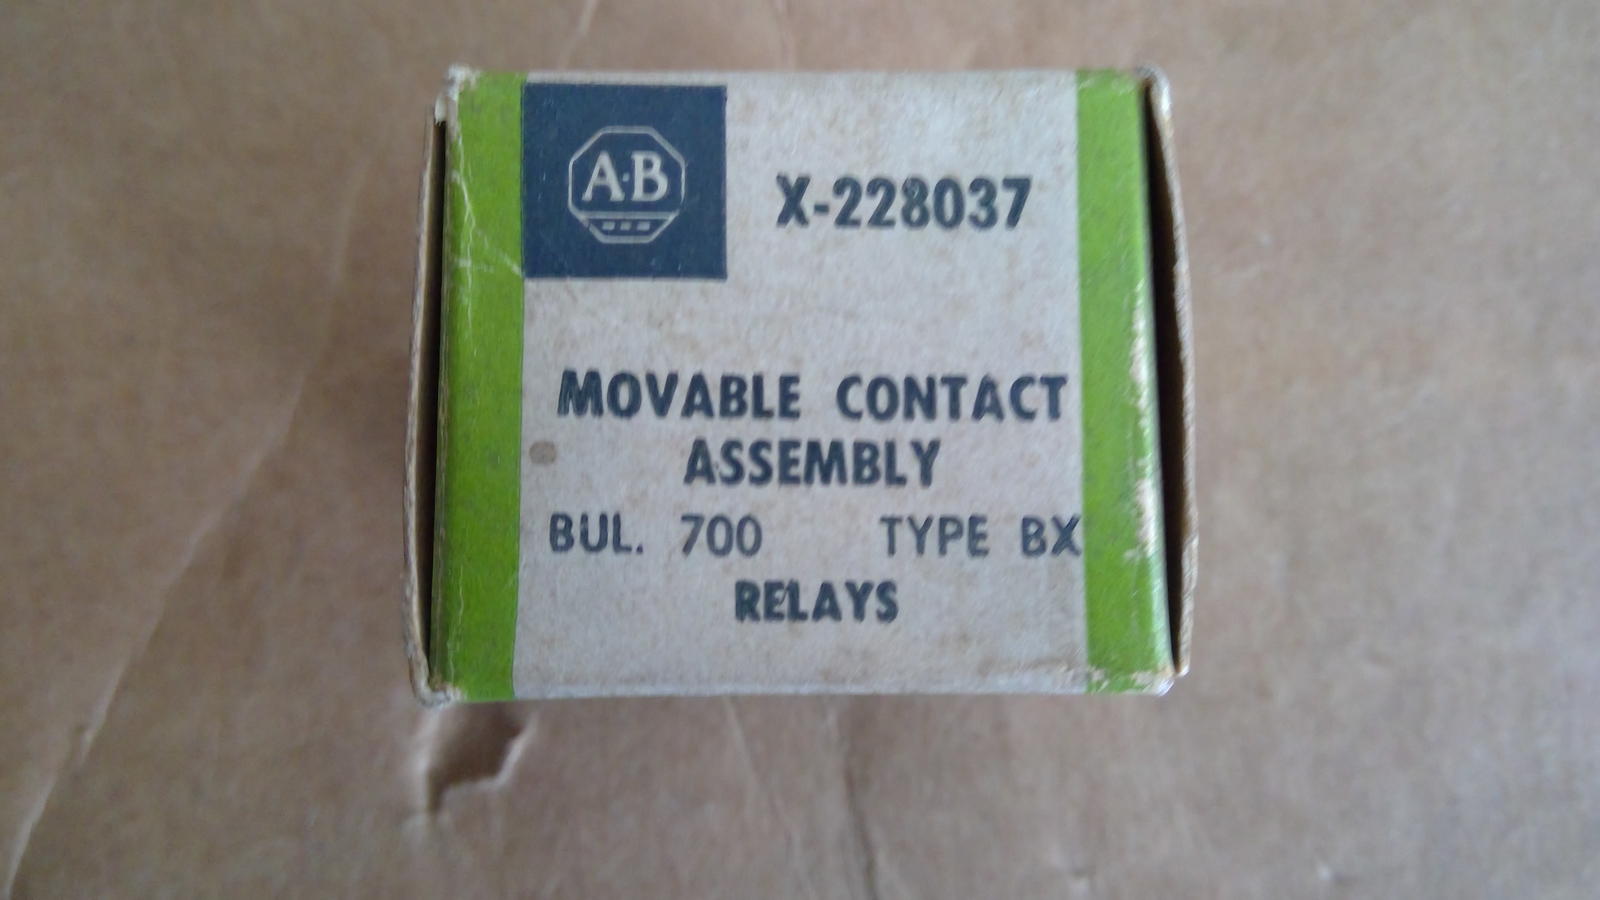 A·B
X-228037
MOVABLE CONTACT
ASSEMBLY
BUL. 700 TYPE BX
RELAYS